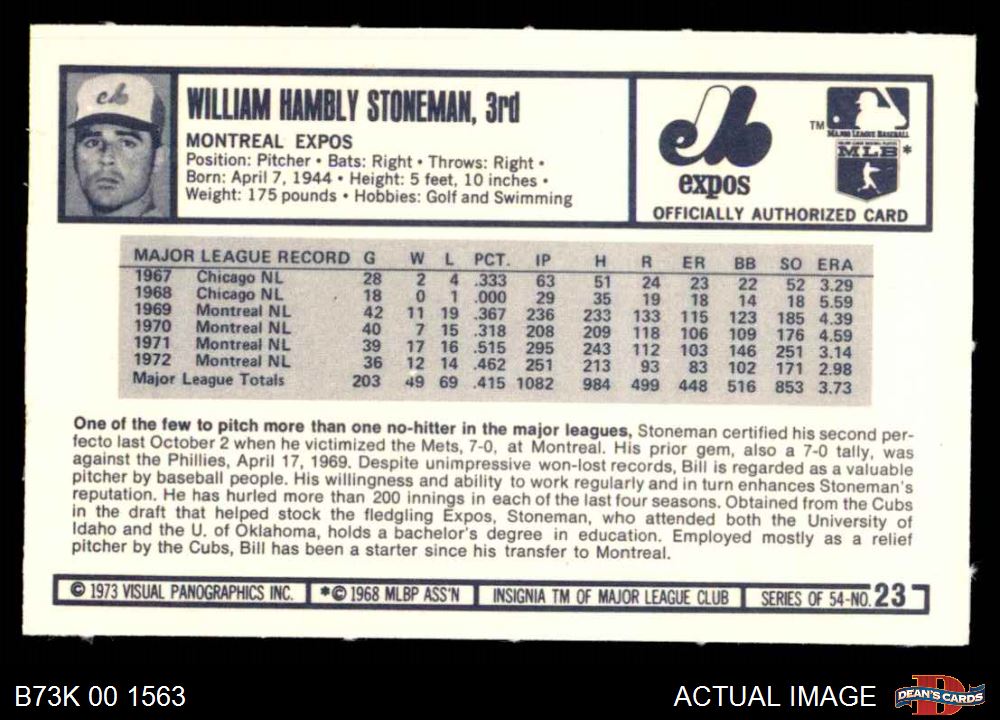 WILLIAM HAMBLY STONEMAN, 3rd
MONTREAL EXPOS
Position: Pitcher • Bats: Right • Throws: Right •
Born: April 7, 1944 • Height: 5 feet, 10 inches •
Weight: 175 pounds • Hobbies: Golf and Swimming
eb
expos
TM
MAJOR LEAGUE BASEBALL
MLB*
OFFICIALLY AUTHORIZED CARD
MAJOR LEAGUE RECORD G W L PCT. IP H R ER BB SO ERA
1967 Chicago NL 28 2 4 .333 63 51 24 23 22 52 3.29
1968 Chicago NL 18 0 1 .000 29 35 19 18 14 18 5.59
1969 Montreal NL 42 11 19 .367 236 233 133 115 123 185 4.39
1970 Montreal NL 40 7 15 .318 208 209 118 106 109 176 4.59
1971 Montreal NL 39 17 16 .515 295 243 112 103 146 251 3.14
1972 Montreal NL 36 12 14 .462 251 213 93 83 102 171 2.98
Major League Totals 203 49 69 .415 1082 984 499 448 516 853 3.73
One of the few to pitch more than one no-hitter in the major leagues, Stoneman certified his second per-
fecto last October 2 when he victimized the Mets, 7-0, at Montreal. His prior gem, also a 7-0 tally, was
against the Phillies, April 17, 1969. Despite unimpressive won-lost records, Bill is regarded as a valuable
pitcher by baseball people. His willingness and ability to work regularly and in turn enhances Stoneman's
reputation. He has hurled more than 200 innings in each of the last four seasons. Obtained from the Cubs
in the draft that helped stock the fledgling Expos, Stoneman, who attended both the University of
Idaho and the U. of Oklahoma, holds a bachelor's degree in education. Employed mostly as a relief
pitcher by the Cubs, Bill has been a starter since his transfer to Montreal.
© 1973 VISUAL PANOGRAPHICS INC. *© 1968 MLBP ASS'N INSIGNIA TM OF MAJOR LEAGUE CLUB SERIES OF 54-NO. 23
B73K 00 1563
ACTUAL IMAGE
DEAN'S CARDS